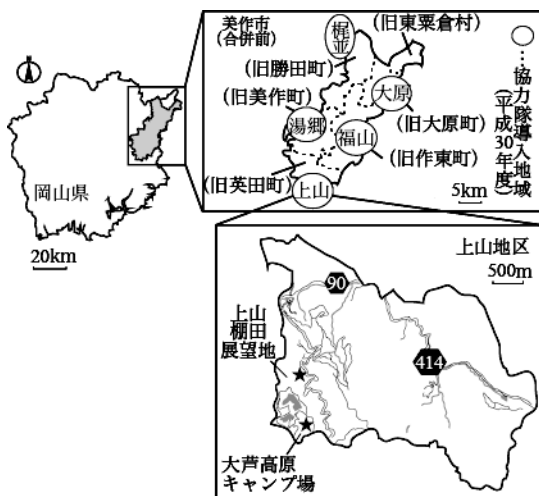 美作市
(合併前)
梶並
(旧東粟倉村)
(旧勝田町)
大原
(旧美作町)
湯郷
福山
(旧大原町)
(旧作東町)
(旧英田町)
上山
5km
協力隊導入地域
(平成30年度)
岡山県
20km
上山地区
500m
90
上山
棚田
展望地
414
大芦高原
キャンプ場